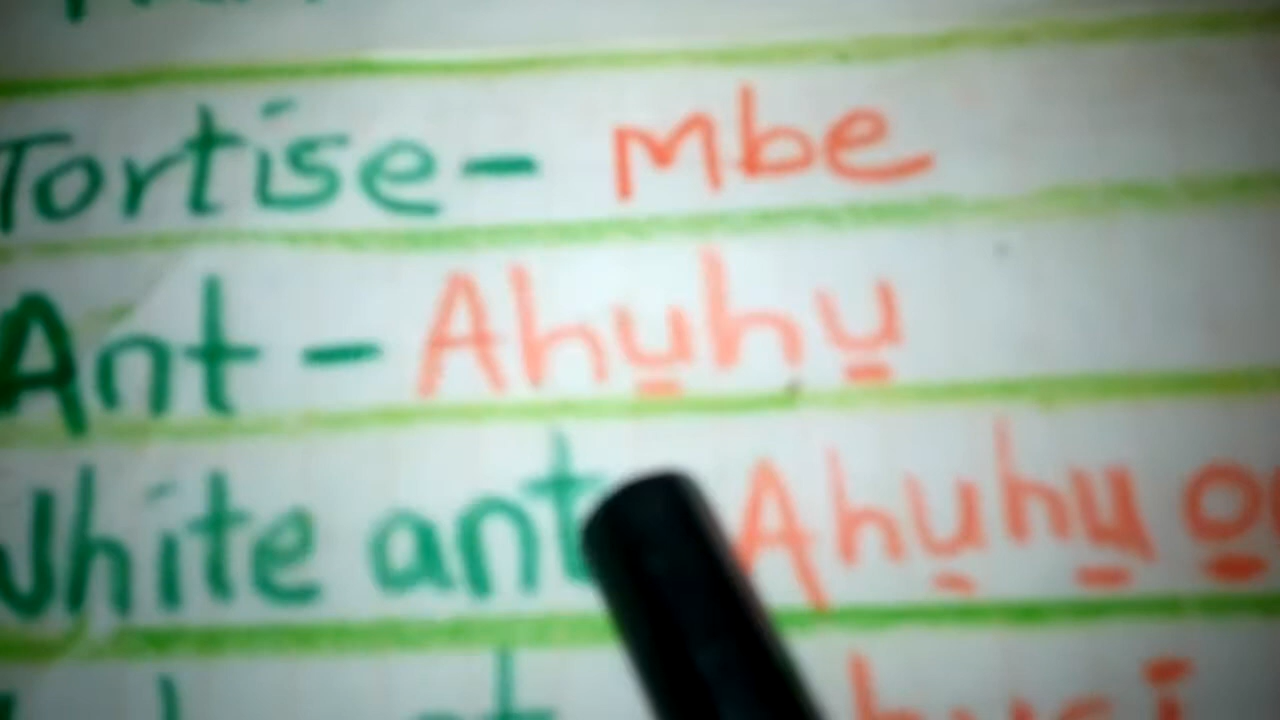 Tortise - mbe
Ant - Ahụhụ
White ant Ahụhụ